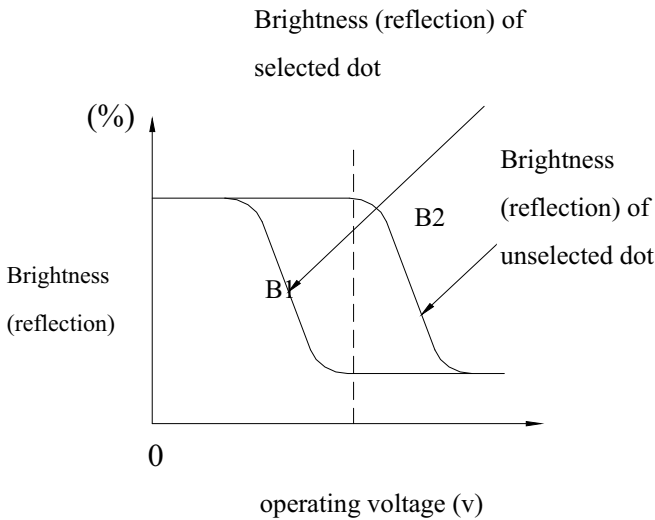 Brightness (reflection) of
selected dot
(%)
Brightness
(reflection) of
unselected dot
B2
Brightness
(reflection)
B1
0
operating voltage (v)